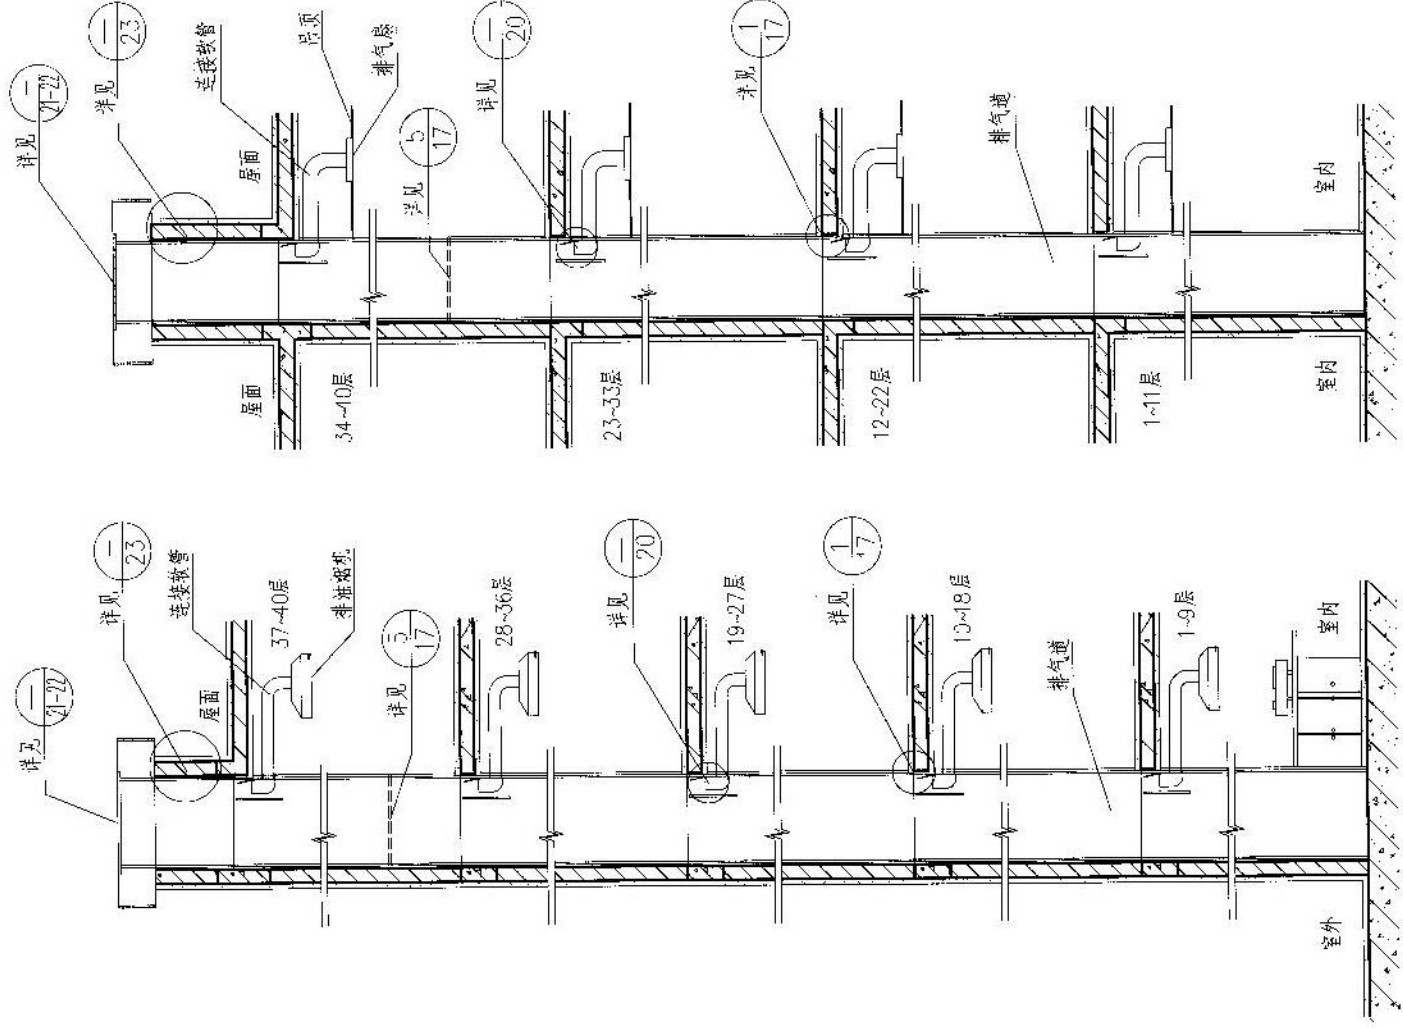 详见
—
21-22
详见
—
23
连接软管
吊顶
排气扇
详见
5
17
详见
—
20
详见
1
17
排气道
屋面
屋面
34~40层
23~33层
12~22层
1~11层
室内
室内
详见
—
21-22
详见
—
23
连接软管
屋面
37~40层
排油烟机
详见
5
17
28~36层
详见
—
20
19~27层
详见
1
17
10~18层
排气道
1~9层
室内
室外